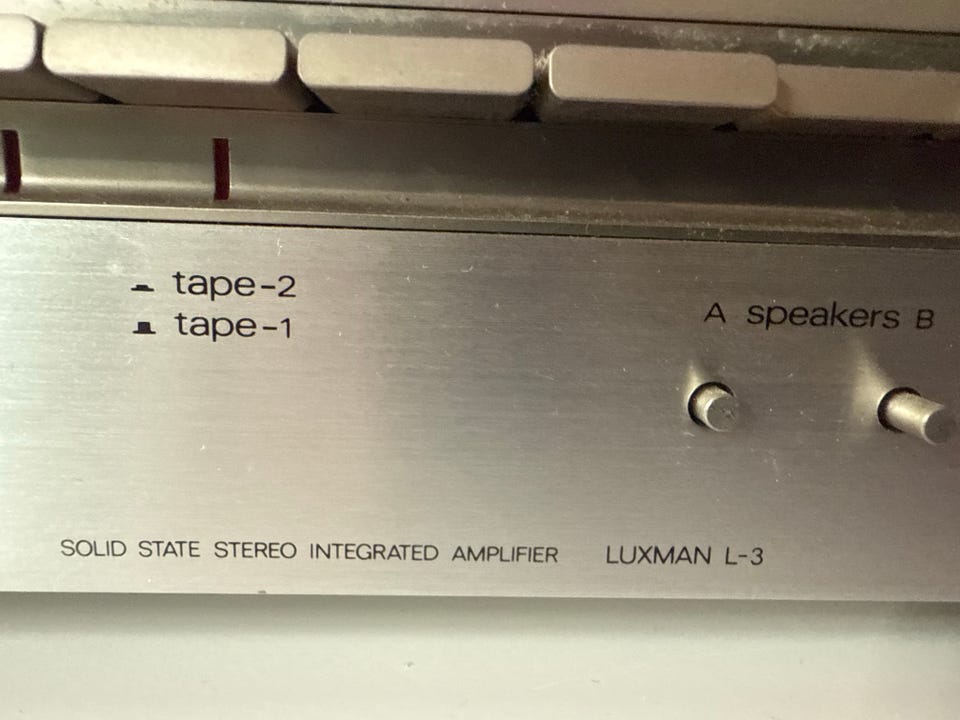 tape-2
tape-1
A speakers B
SOLID STATE STEREO INTEGRATED AMPLIFIER LUXMAN L-3